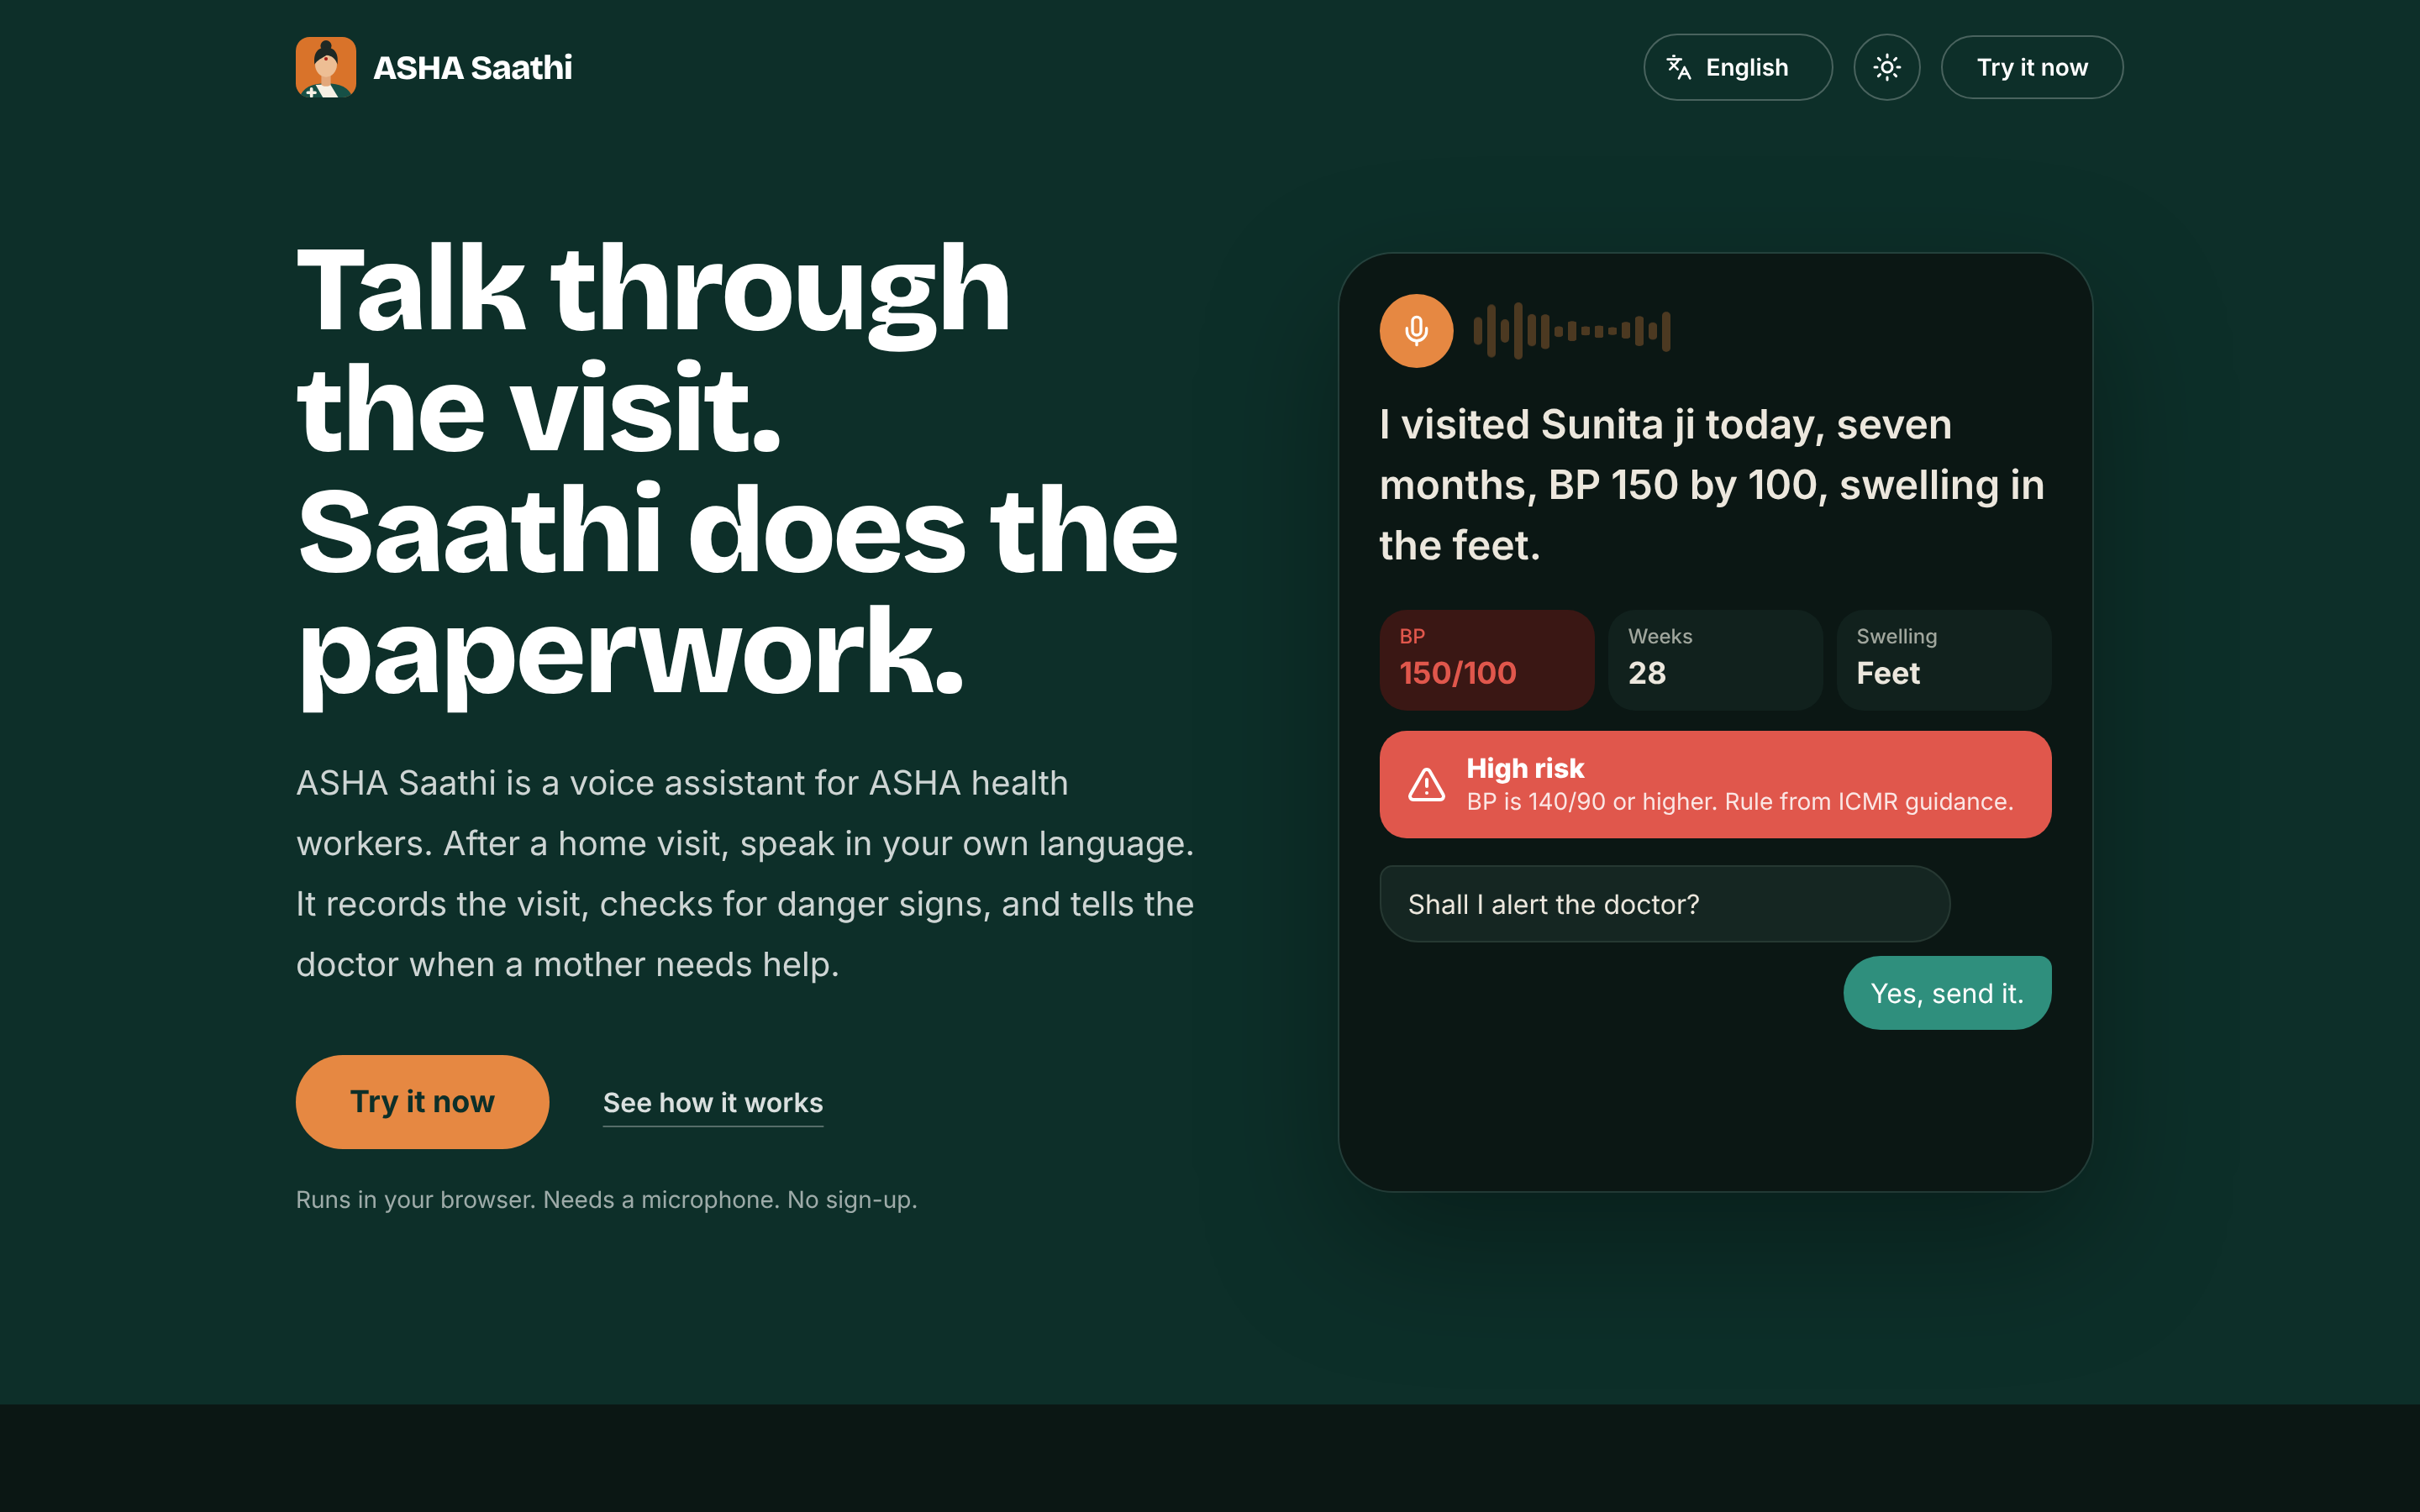 ASHA Saathi
English
Try it now
Talk through
the visit.
Saathi does the
paperwork.
ASHA Saathi is a voice assistant for ASHA health
workers. After a home visit, speak in your own language.
It records the visit, checks for danger signs, and tells the
doctor when a mother needs help.
Try it now
See how it works
Runs in your browser. Needs a microphone. No sign-up.
I visited Sunita ji today, seven
months, BP 150 by 100, swelling in
the feet.
BP
150/100
Weeks
28
Swelling
Feet
High risk
BP is 140/90 or higher. Rule from ICMR guidance.
Shall I alert the doctor?
Yes, send it.